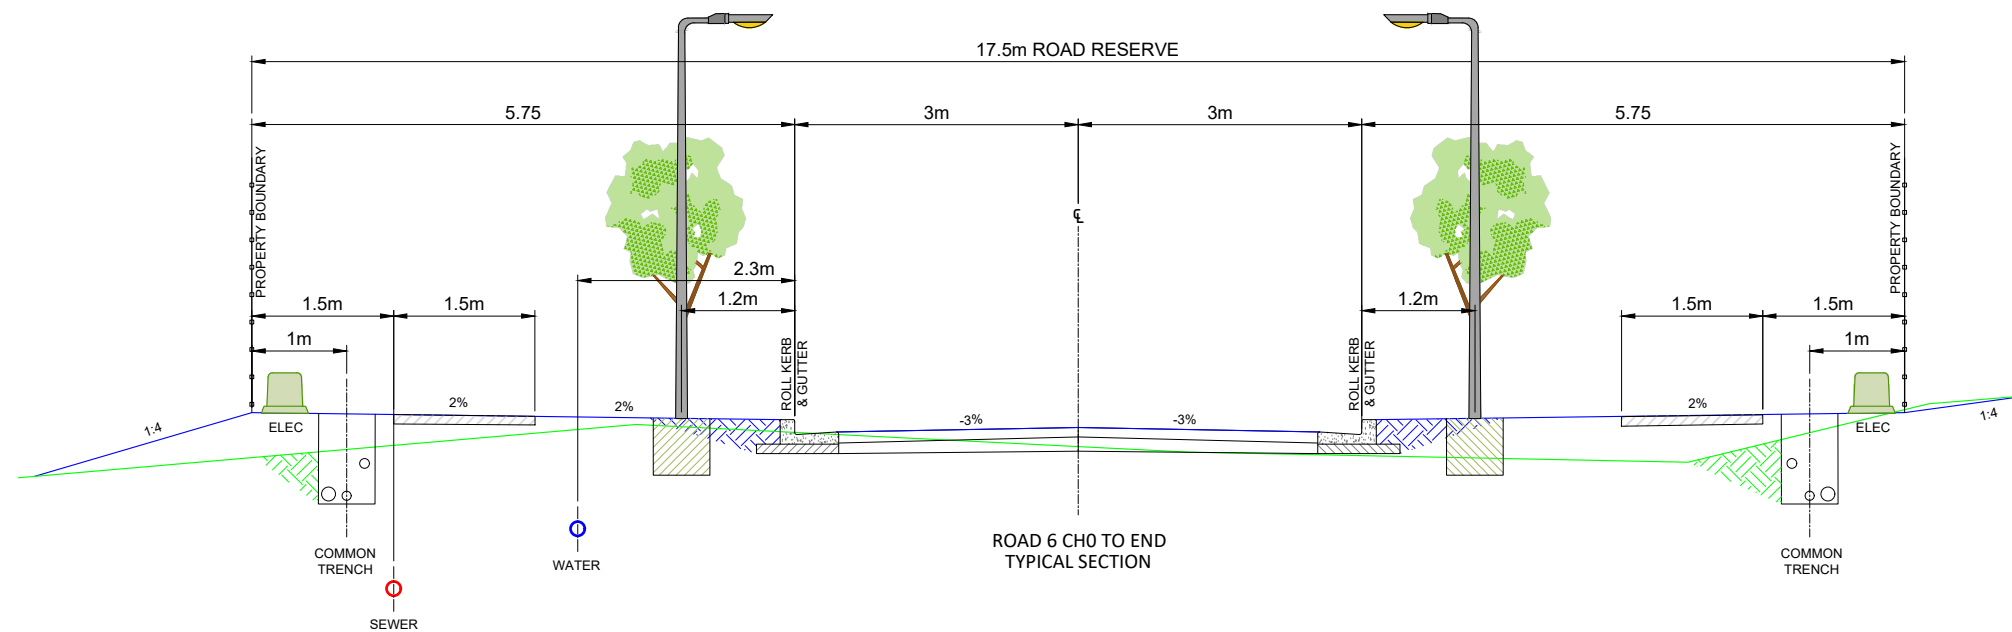 17.5m ROAD RESERVE
5.75
3m
3m
5.75
PROPERTY BOUNDARY
PROPERTY BOUNDARY
℄
2.3m
1.5m
1.5m
1.2m
1.2m
1.5m
1.5m
1m
1m
ROLL KERB
& GUTTER
ROLL KERB
& GUTTER
1:4
ELEC
2%
2%
-3%
-3%
2%
ELEC
1:4
COMMON
TRENCH
WATER
SEWER
ROAD 6 CH0 TO END
TYPICAL SECTION
COMMON
TRENCH